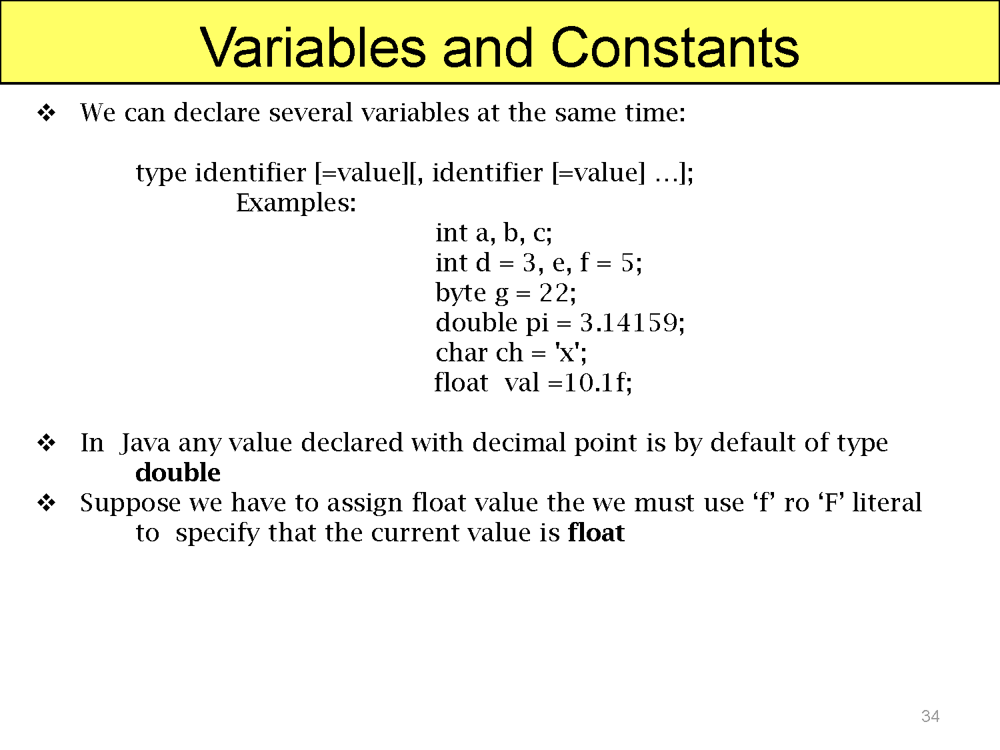 Variables and Constants
❖ We can declare several variables at the same time:
type identifier [=value][, identifier [=value] …];
Examples:
int a, b, c;
int d = 3, e, f = 5;
byte g = 22;
double pi = 3.14159;
char ch = 'x';
float val =10.1f;
❖ In Java any value declared with decimal point is by default of type
double
❖ Suppose we have to assign float value the we must use ‘f’ ro ‘F’ literal
to specify that the current value is float
34